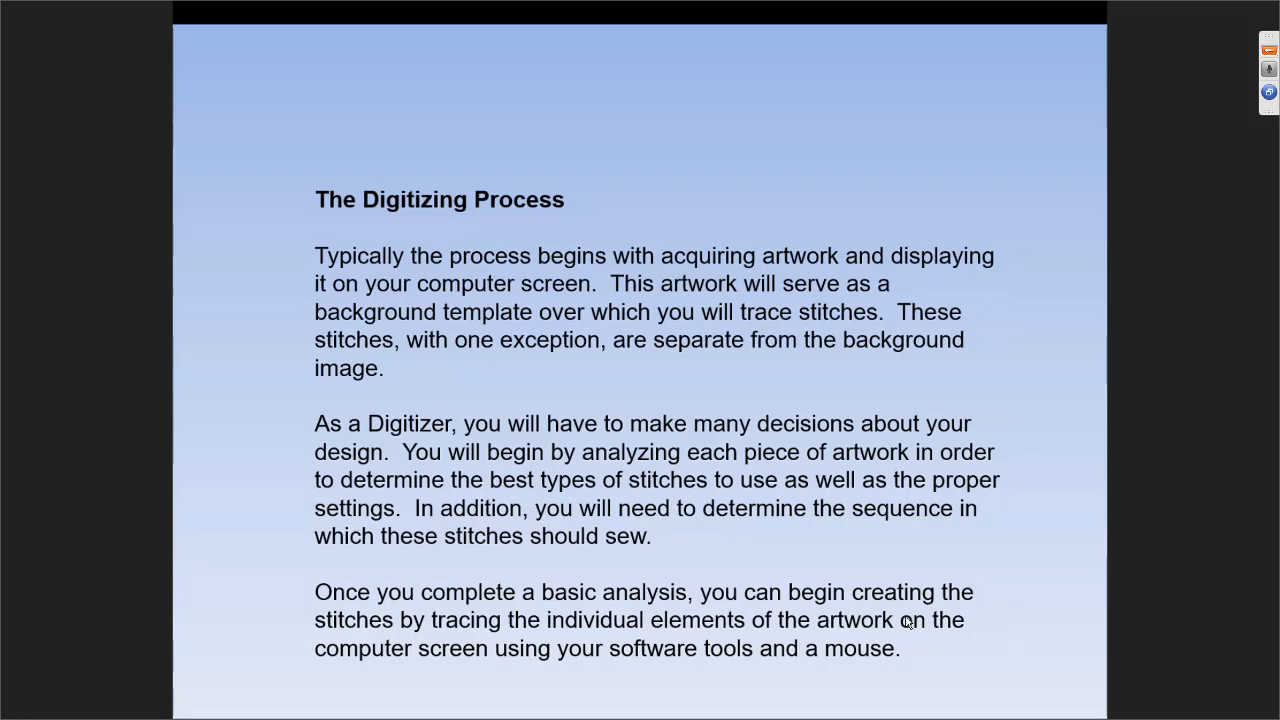 The Digitizing Process
Typically the process begins with acquiring artwork and displaying
it on your computer screen.  This artwork will serve as a
background template over which you will trace stitches.  These
stitches, with one exception, are separate from the background
image.
As a Digitizer, you will have to make many decisions about your
design.  You will begin by analyzing each piece of artwork in order
to determine the best types of stitches to use as well as the proper
settings.  In addition, you will need to determine the sequence in
which these stitches should sew.
Once you complete a basic analysis, you can begin creating the
stitches by tracing the individual elements of the artwork on the
computer screen using your software tools and a mouse.